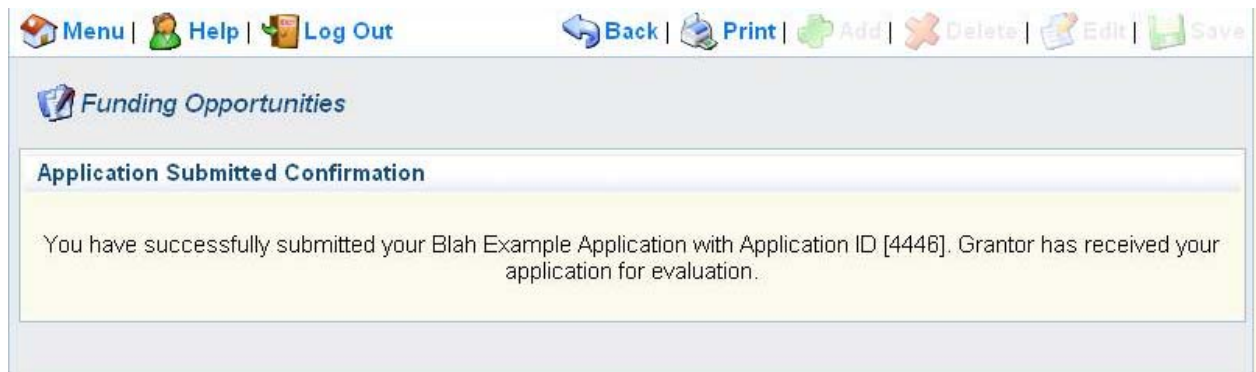 Menu | Help | Log Out Back | Print | Add | Delete | Edit | Save
Funding Opportunities
Application Submitted Confirmation
You have successfully submitted your Blah Example Application with Application ID [4446]. Grantor has received your
application for evaluation.